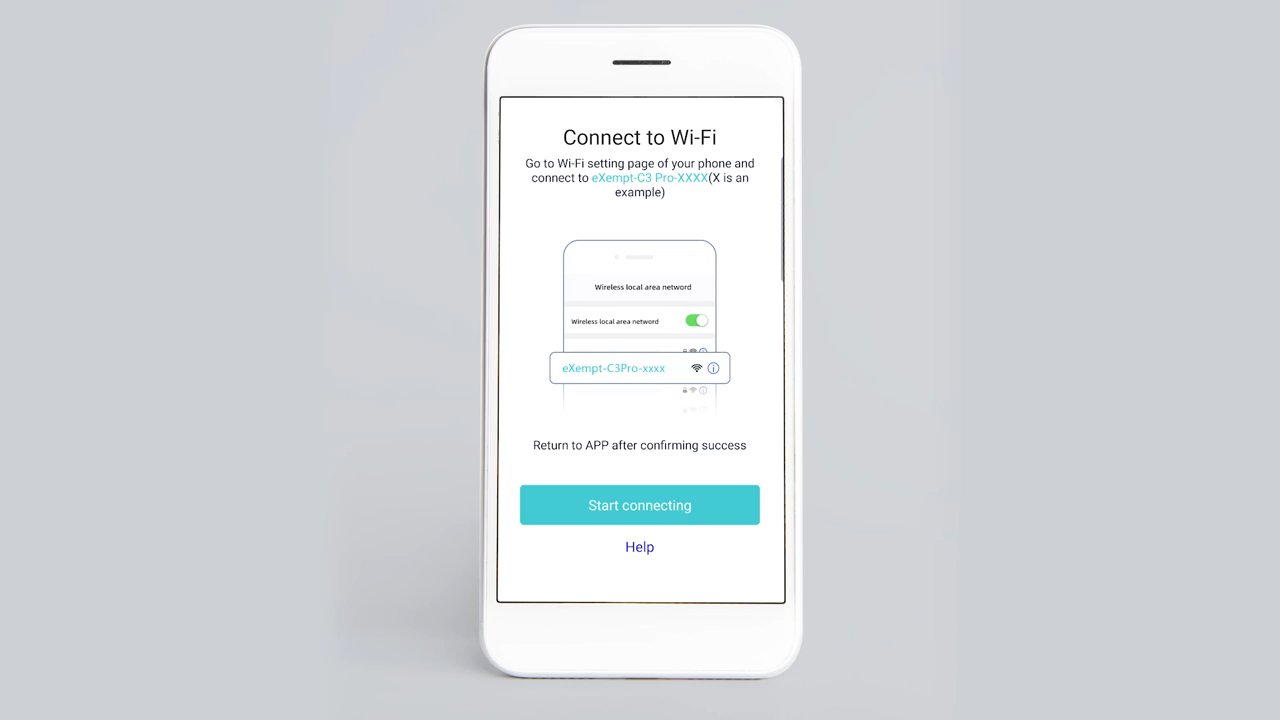 Connect to Wi-Fi
Go to Wi-Fi setting page of your phone and
connect to eXempt-C3 Pro-XXXX(X is an
example)
Wireless local area netword
Wireless local area netword
eXempt-C3Pro-xxxx
Return to APP after confirming success
Start connecting
Help